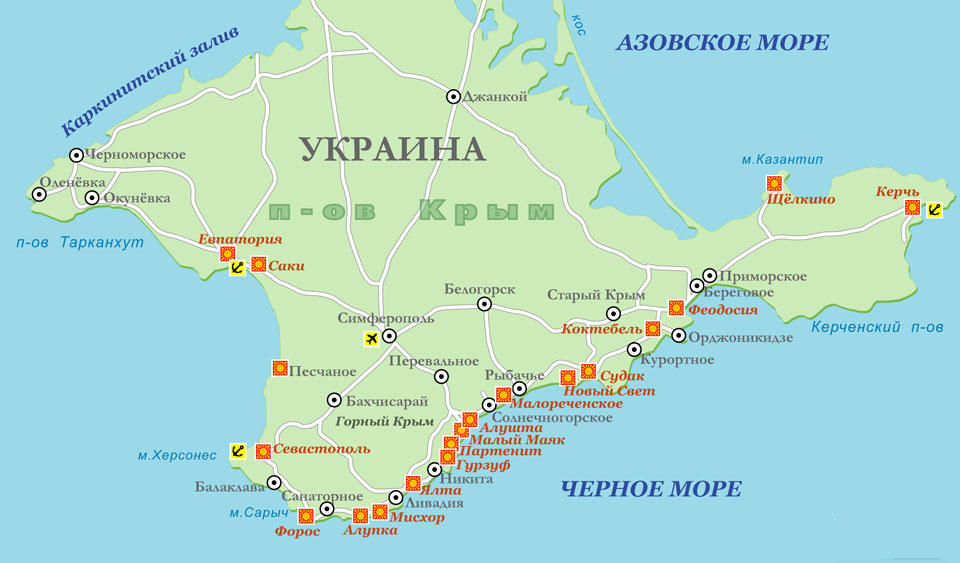 кос
АЗОВСКОЕ МОРЕ
Каркинитский залив
Джанкой
УКРАИНА
Черноморское
м.Казантип
Оленёвка
Окунёвка
Щёлкино
Керчь
п-ов Крым
п-ов Тарканхут
Евпатория
Саки
Приморское
Береговое
Белогорск
Старый Крым
Феодосия
Симферополь
Коктебель
Керченский п-ов
Орджоникидзе
Перевальное
Курортное
Песчаное
Рыбачье
Судак
Новый Свет
Бахчисарай
Малореченское
Горный Крым
Солнечногорское
Алушта
Малый Маяк
Севастополь
Партенит
м.Херсонес
Гурзуф
Никита
Балаклава
Ялта
ЧЕРНОЕ МОРЕ
Санаторное
Ливадия
м.Сарыч
Мисхор
Форос
Алупка